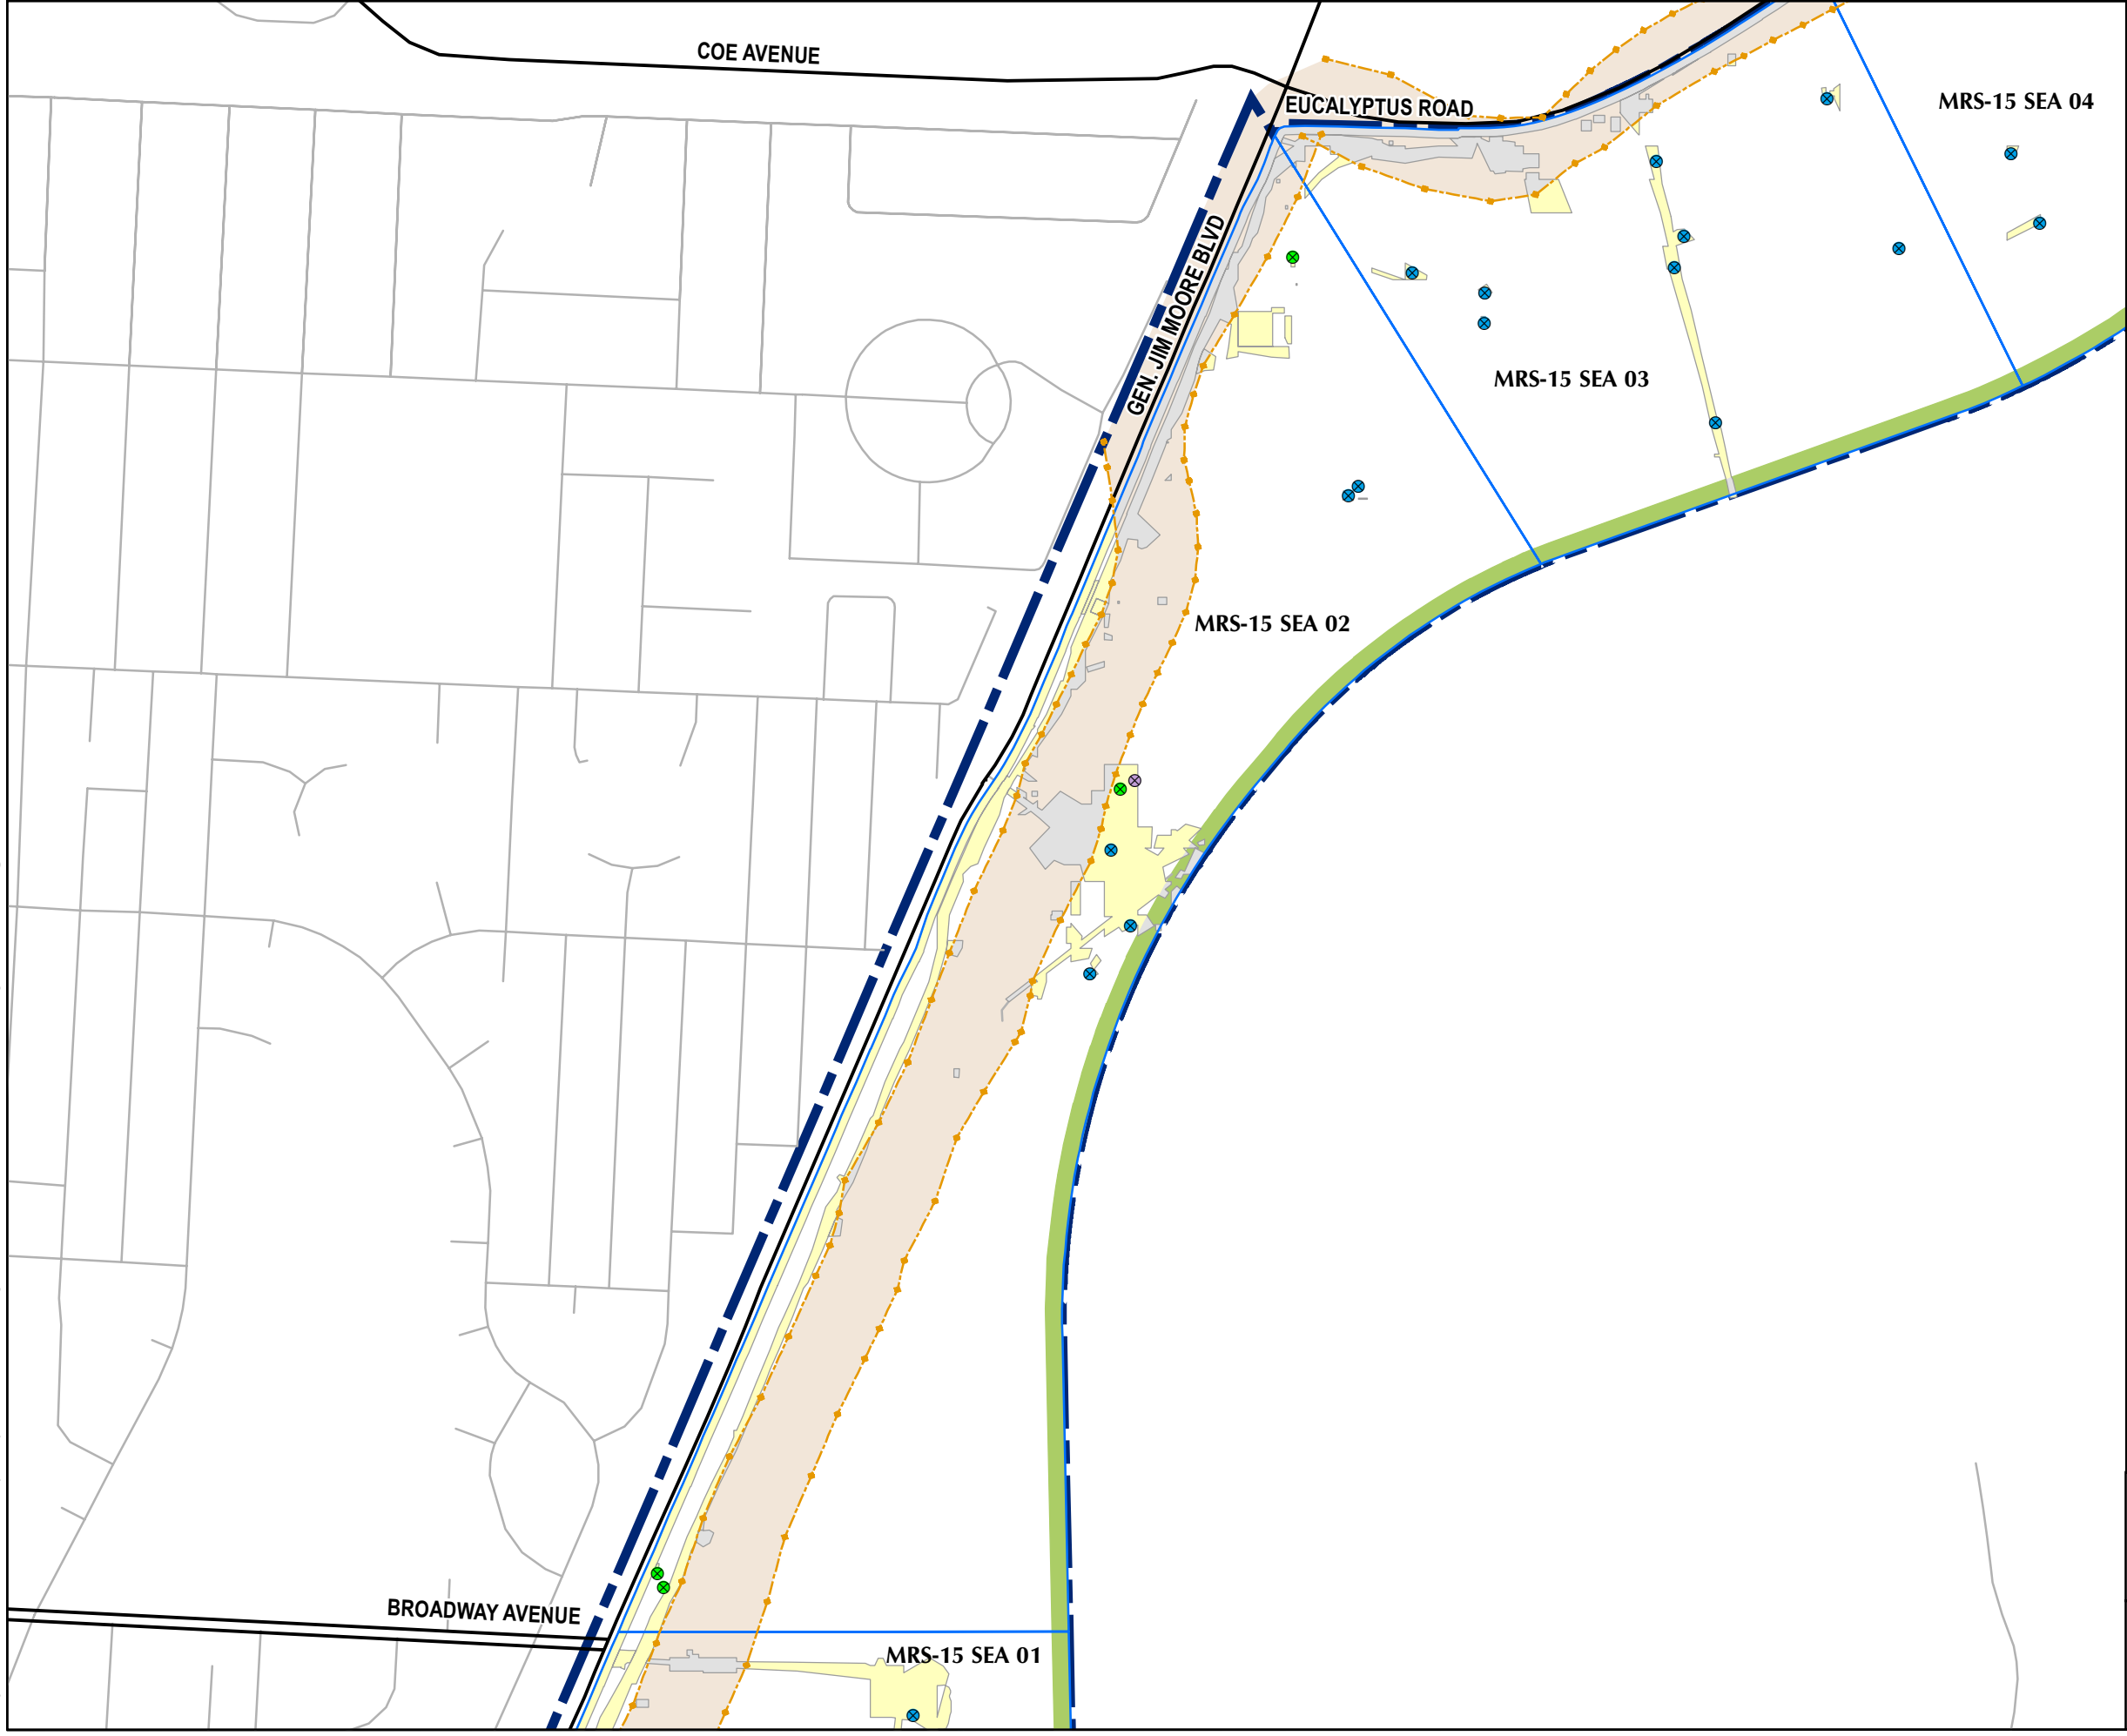 COE AVENUE
EUCALYPTUS ROAD
MRS-15 SEA 04
GEN. JIM MOORE BLVD
MRS-15 SEA 03
MRS-15 SEA 02
BROADWAY AVENUE
MRS-15 SEA 01